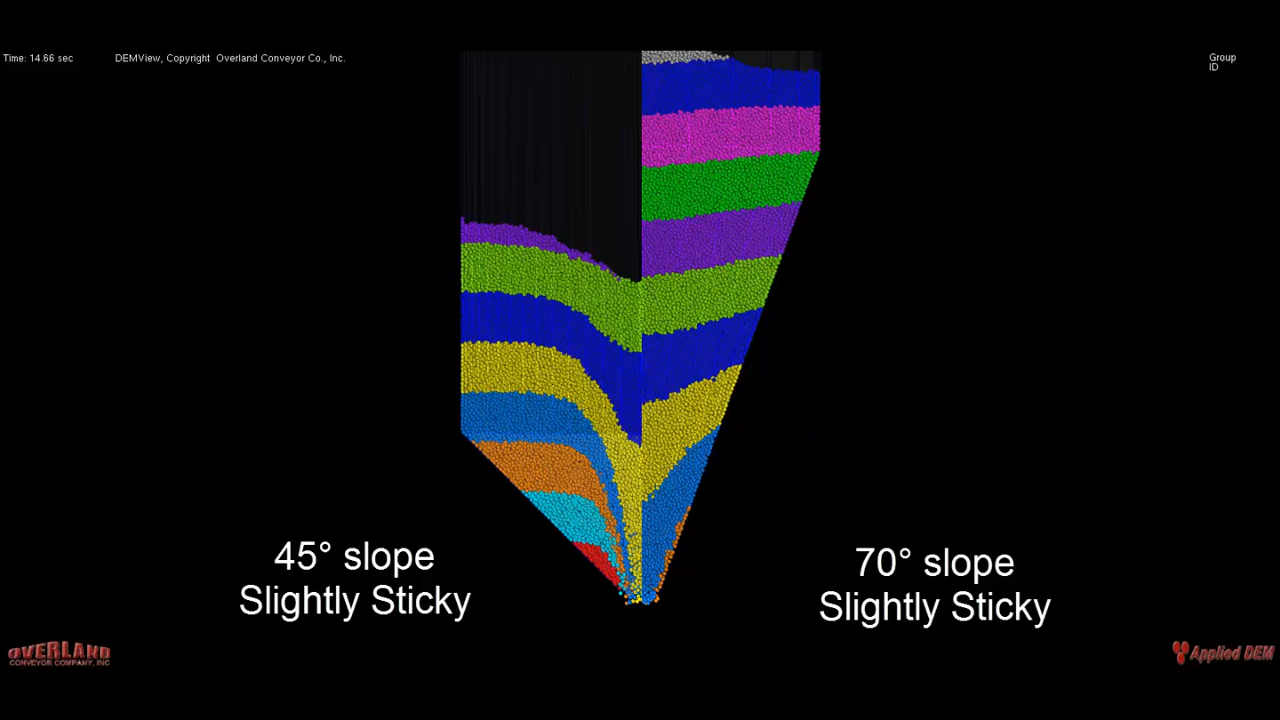 Time: 14.66 sec
DEMView, Copyright Overland Conveyor Co., Inc.
Group
ID
45° slope
Slightly Sticky
70° slope
Slightly Sticky
OVERLAND
CONVEYOR COMPANY, INC
Applied DEM